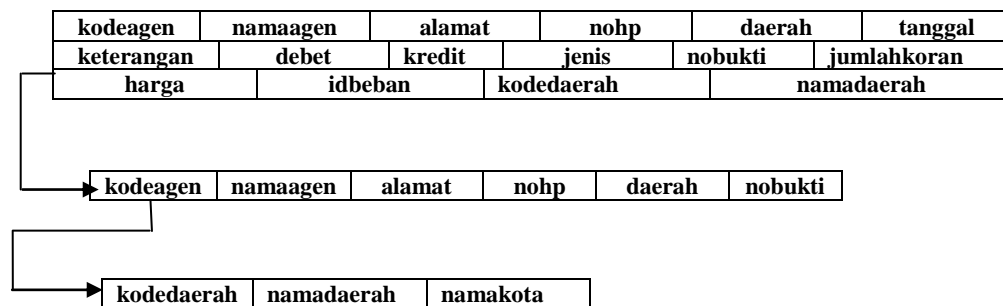 kodeagen namaagen alamat nohp daerah tanggal
keterangan debet kredit jenis nobukti jumlahkoran
harga idbeban kodedaerah namadaerah
kodeagen namaagen alamat nohp daerah nobukti
kodedaerah namadaerah namakota